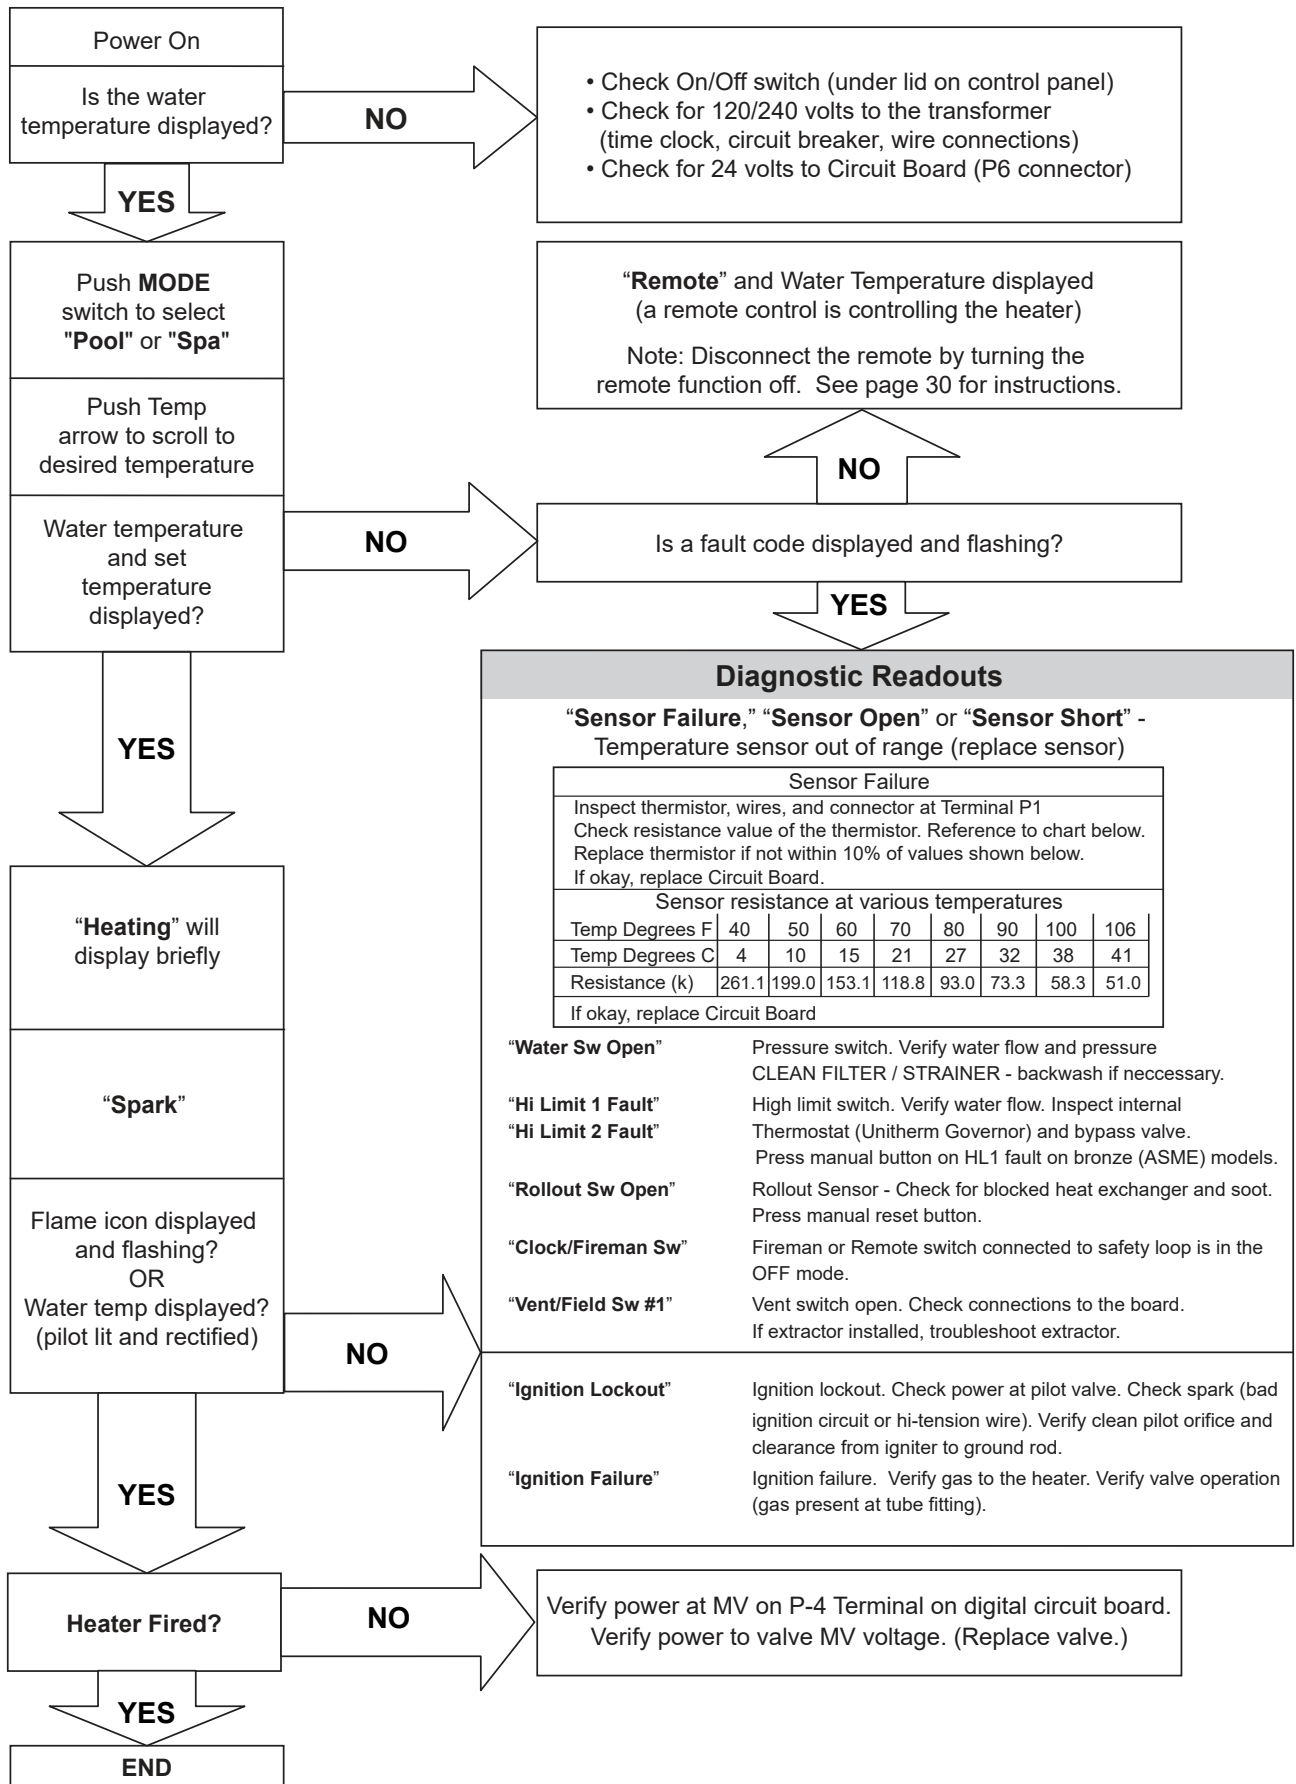 Power On
Is the water
temperature displayed?
NO
• Check On/Off switch (under lid on control panel)
• Check for 120/240 volts to the transformer
(time clock, circuit breaker, wire connections)
• Check for 24 volts to Circuit Board (P6 connector)
YES
Push MODE
switch to select
"Pool" or "Spa"
Push Temp
arrow to scroll to
desired temperature
Water temperature
and set
temperature
displayed?
NO
Is a fault code displayed and flashing?
NO
“Remote” and Water Temperature displayed
(a remote control is controlling the heater)
Note: Disconnect the remote by turning the
remote function off.  See page 30 for instructions.
YES
Diagnostic Readouts
“Sensor Failure,” “Sensor Open” or “Sensor Short” -
Temperature sensor out of range (replace sensor)
Sensor Failure
Inspect thermistor, wires, and connector at Terminal P1
Check resistance value of the thermistor. Reference to chart below.
Replace thermistor if not within 10% of values shown below.
If okay, replace Circuit Board.
Sensor resistance at various temperatures
Temp Degrees F 40 50 60 70 80 90 100 106
Temp Degrees C 4 10 15 21 27 32 38 41
Resistance (k) 261.1 199.0 153.1 118.8 93.0 73.3 58.3 51.0
If okay, replace Circuit Board
“Water Sw Open” Pressure switch. Verify water flow and pressure
CLEAN FILTER / STRAINER - backwash if neccessary.
“Hi Limit 1 Fault” High limit switch. Verify water flow. Inspect internal
“Hi Limit 2 Fault” Thermostat (Unitherm Governor) and bypass valve.
Press manual button on HL1 fault on bronze (ASME) models.
“Rollout Sw Open” Rollout Sensor - Check for blocked heat exchanger and soot.
Press manual reset button.
“Clock/Fireman Sw” Fireman or Remote switch connected to safety loop is in the
OFF mode.
“Vent/Field Sw #1” Vent switch open. Check connections to the board.
If extractor installed, troubleshoot extractor.
“Ignition Lockout” Ignition lockout. Check power at pilot valve. Check spark (bad
ignition circuit or hi-tension wire). Verify clean pilot orifice and
clearance from igniter to ground rod.
“Ignition Failure” Ignition failure.  Verify gas to the heater. Verify valve operation
(gas present at tube fitting).
YES
“Heating” will
display briefly
“Spark”
Flame icon displayed
and flashing?
OR
Water temp displayed?
(pilot lit and rectified)
NO
YES
Heater Fired?
NO
Verify power at MV on P-4 Terminal on digital circuit board.
Verify power to valve MV voltage. (Replace valve.)
YES
END